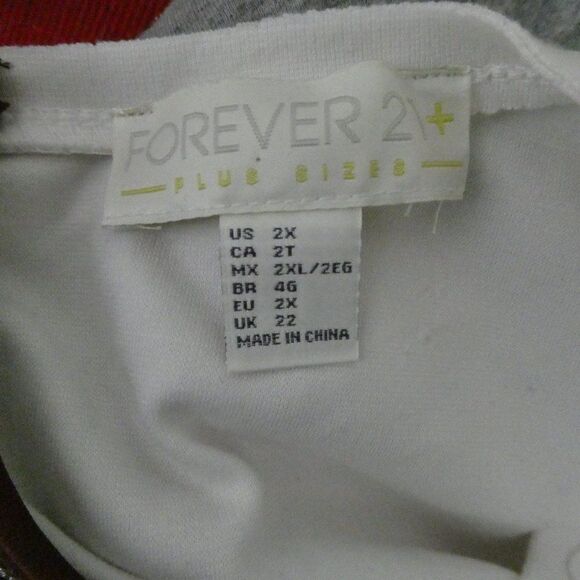 FOREVER 21+
PLUS SIZES
US 2X
CA 2T
MX 2XL/2EG
BR 4G
EU 2X
UK 22
MADE IN CHINA